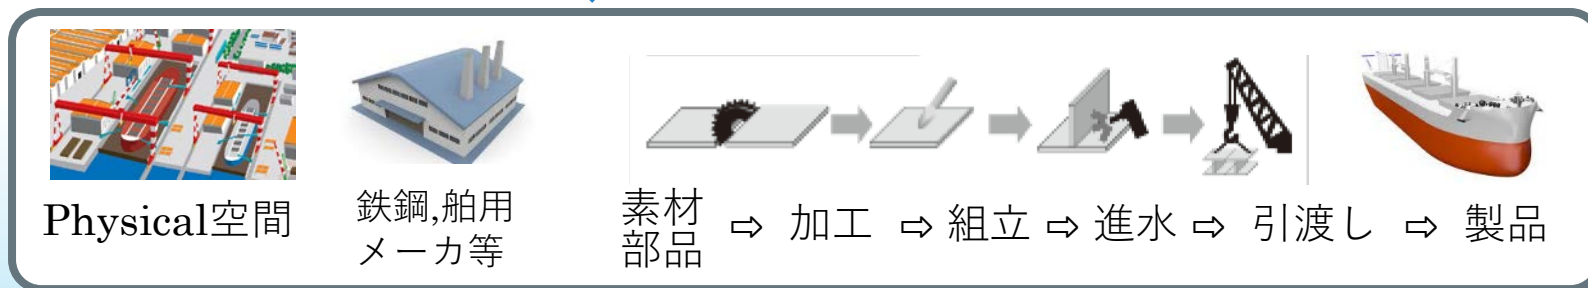 Physical空間
鉄鋼,舶用
メーカ等
素材
部品 ⇨ 加工 ⇨ 組立 ⇨ 進水 ⇨ 引渡し ⇨ 製品